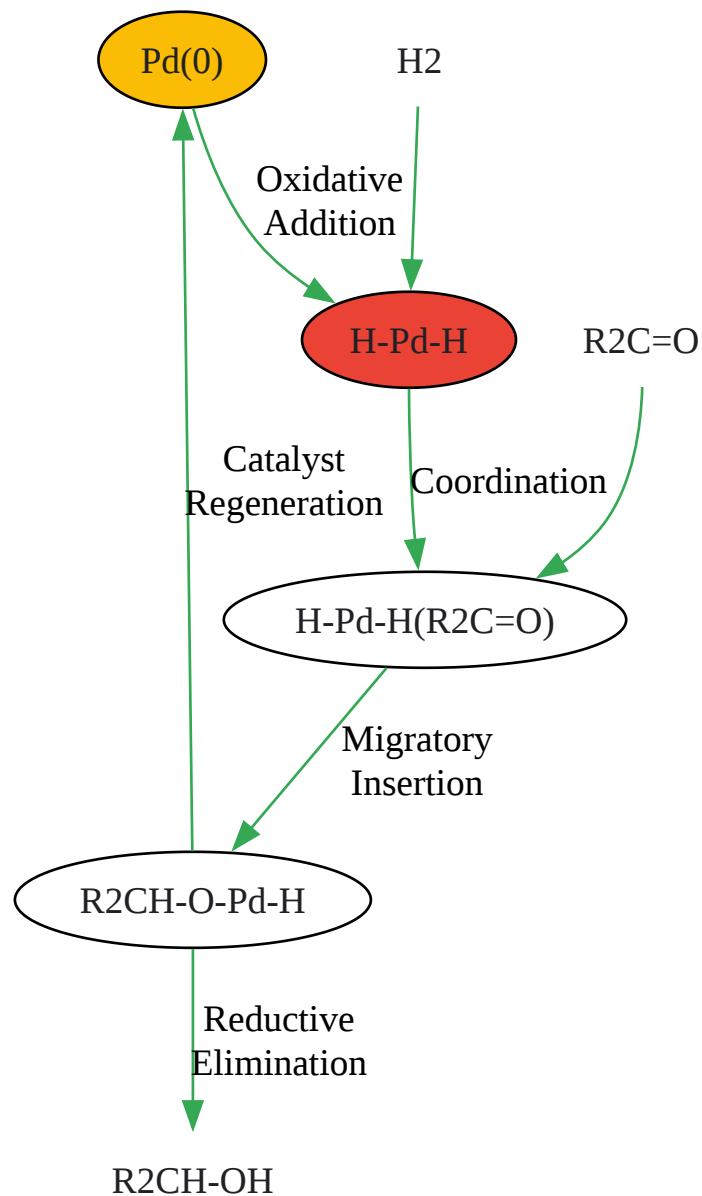 Pd(0)
H2
Oxidative
Addition
H-Pd-H
R2C=O
Catalyst
Regeneration
Coordination
H-Pd-H(R2C=O)
Migratory
Insertion
R2CH-O-Pd-H
Reductive
Elimination
R2CH-OH